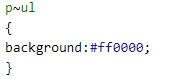 p~ul
{
background:#ff0000;
}